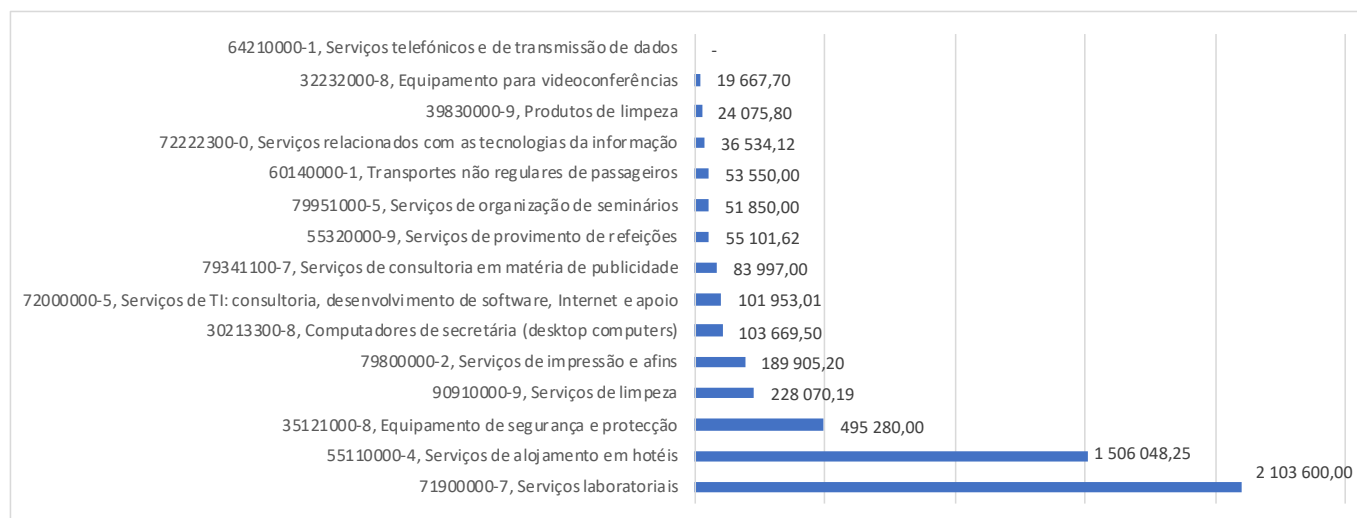 64210000-1, Serviços telefónicos e de transmissão de dados -
32232000-8, Equipamento para videoconferências 19 667,70
39830000-9, Produtos de limpeza 24 075,80
72222300-0, Serviços relacionados com as tecnologias da informação 36 534,12
60140000-1, Transportes não regulares de passageiros 53 550,00
79951000-5, Serviços de organização de seminários 51 850,00
55320000-9, Serviços de provimento de refeições 55 101,62
79341100-7, Serviços de consultoria em matéria de publicidade 83 997,00
72000000-5, Serviços de TI: consultoria, desenvolvimento de software, Internet e apoio 101 953,01
30213300-8, Computadores de secretária (desktop computers) 103 669,50
79800000-2, Serviços de impressão e afins 189 905,20
90910000-9, Serviços de limpeza 228 070,19
35121000-8, Equipamento de segurança e protecção 495 280,00
55110000-4, Serviços de alojamento em hotéis 1 506 048,25
71900000-7, Serviços laboratoriais 2 103 600,00